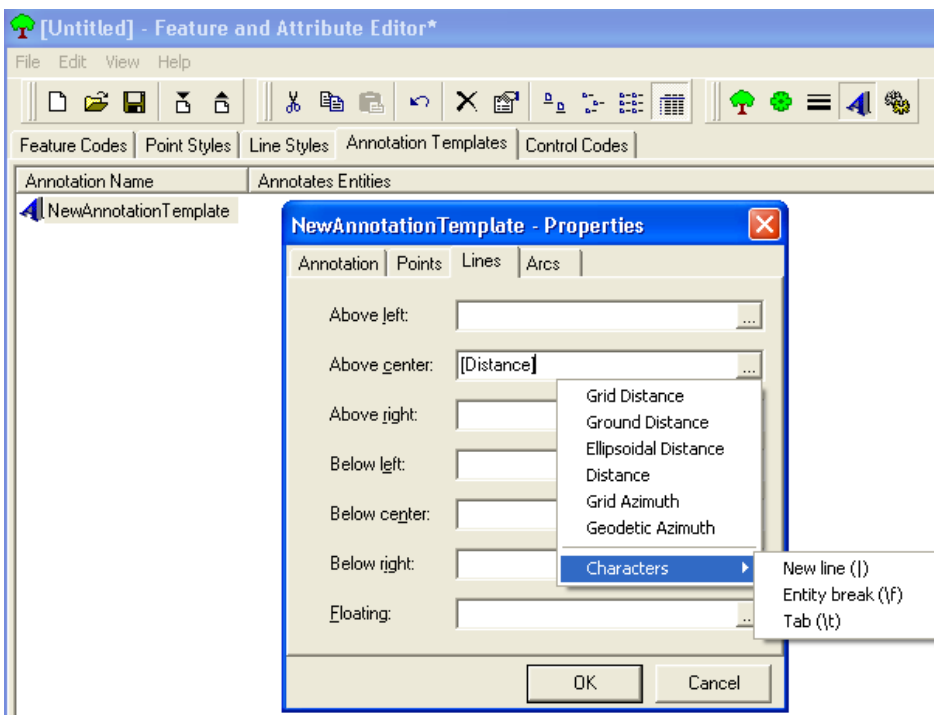 [Untitled] - Feature and Attribute Editor*
File Edit View Help
Feature Codes Point Styles Line Styles Annotation Templates Control Codes
Annotation Name Annotates Entities
NewAnnotationTemplate
NewAnnotationTemplate - Properties
Annotation Points Lines Arcs
Above left: ...
Above center: [Distance] ...
Above right:
Below left:
Below center:
Below right:
Floating: ...
Grid Distance
Ground Distance
Ellipsoidal Distance
Distance
Grid Azimuth
Geodetic Azimuth
Characters
New line (|)
Entity break (\f)
Tab (\t)
OK Cancel